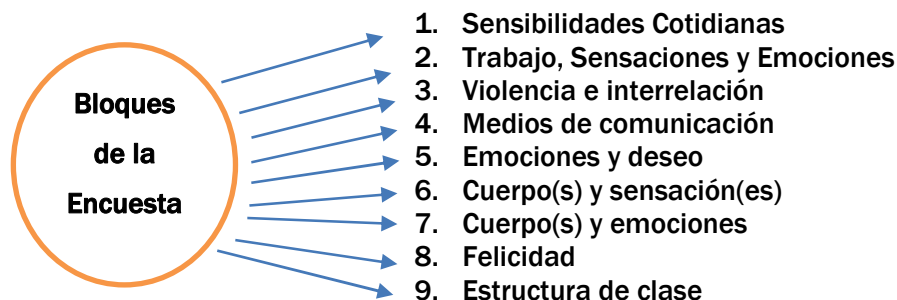 Bloques
de la
Encuesta
1. Sensibilidades Cotidianas
2. Trabajo, Sensaciones y Emociones
3. Violencia e interrelación
4. Medios de comunicación
5. Emociones y deseo
6. Cuerpo(s) y sensación(es)
7. Cuerpo(s) y emociones
8. Felicidad
9. Estructura de clase